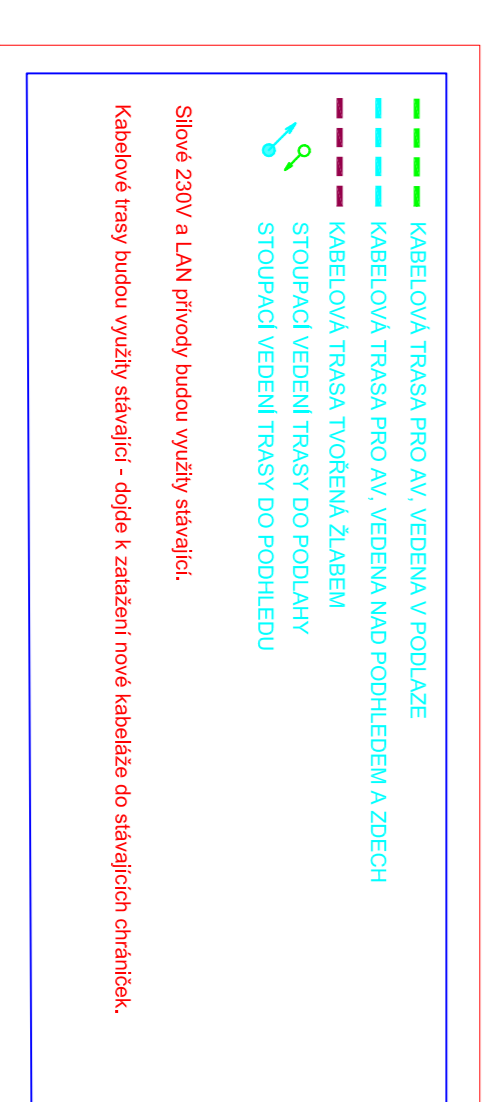 KABELOVÁ TRASA PRO AV, VEDENA V PODLAZE
KABELOVÁ TRASA PRO AV, VEDENA NAD PODHLEDEM A ZDECH
KABELOVÁ TRASA TVOŘENÁ ŽLABEM
STOUPACÍ VEDENÍ TRASY DO PODLAHY
STOUPACÍ VEDENÍ TRASY DO PODHLEDU
Silové 230V a LAN přívody budou využity stávající.
Kabelové trasy budou využity stávající - dojde k zatažení nové kabeláže do stávajících chrániček.